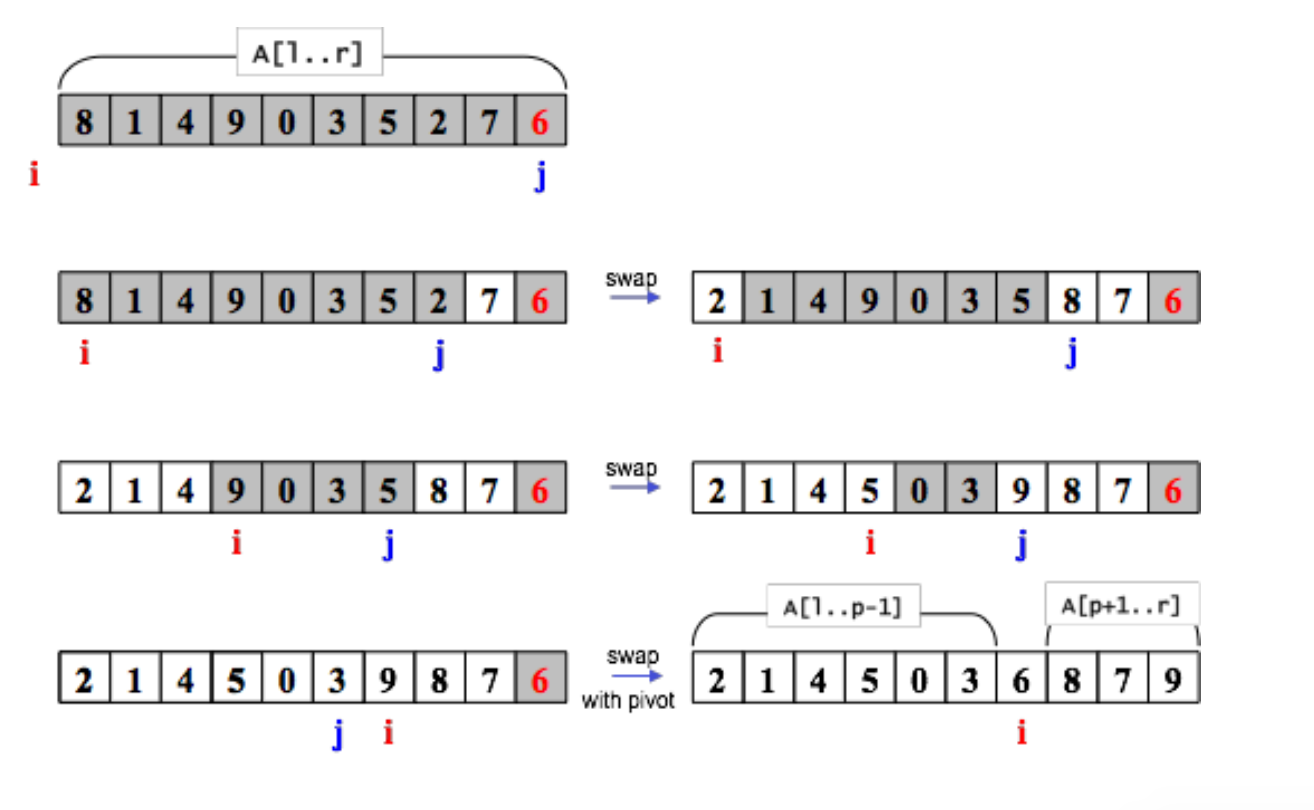 A[l..r]
8 1 4 9 0 3 5 2 7 6
i j
8 1 4 9 0 3 5 2 7 6 swap 2 1 4 9 0 3 5 8 7 6
i j i j
2 1 4 9 0 3 5 8 7 6 swap 2 1 4 5 0 3 9 8 7 6
i j i j
A[l..p-1] A[p+1..r]
2 1 4 5 0 3 9 8 7 6 swap with pivot 2 1 4 5 0 3 6 8 7 9
j i i